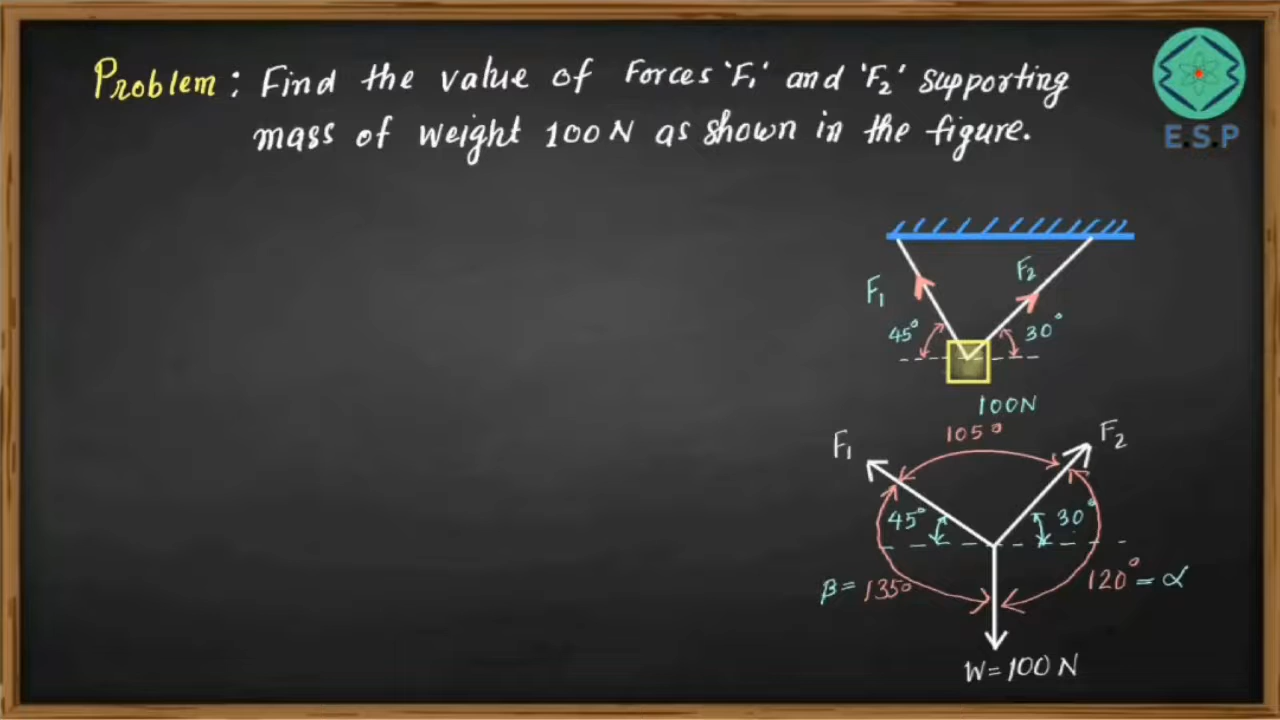 Problem: Find the value of Forces 'F₁' and 'F₂' supporting
mass of weight 100 N as shown in the figure.
E.S.P
F₁
F₂
45°
30°
100N
105°
F₁
F₂
45°
30°
β = 135°
120° = α
W = 100 N